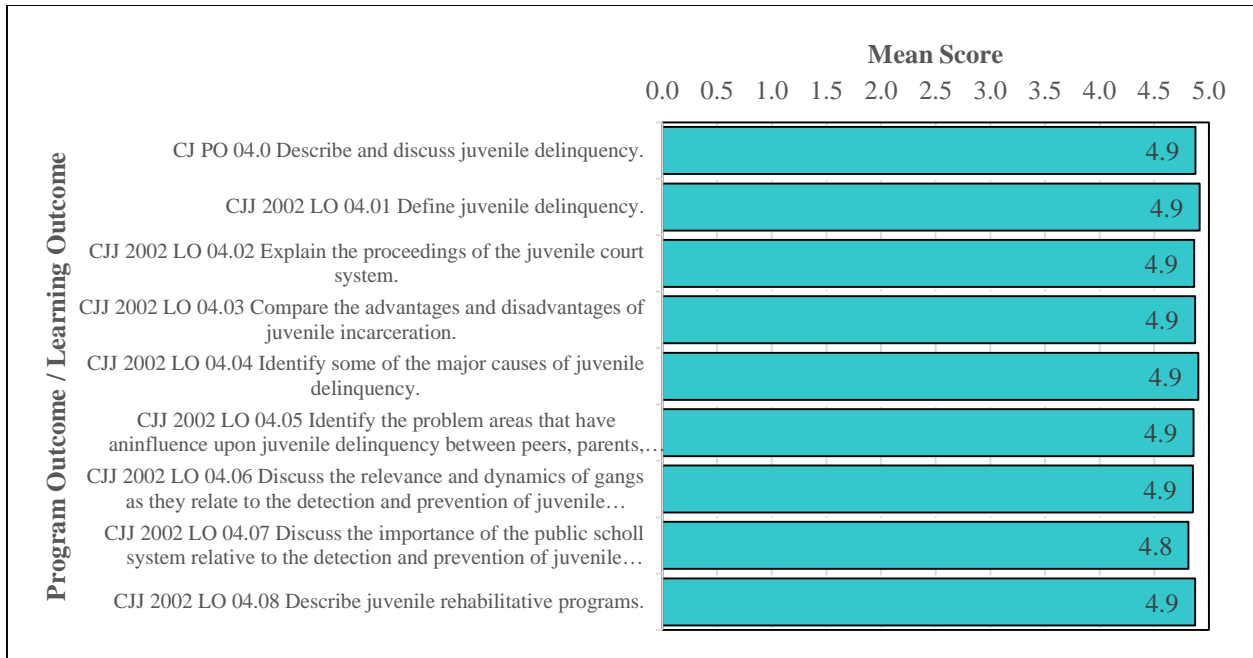 Mean Score
0.0 0.5 1.0 1.5 2.0 2.5 3.0 3.5 4.0 4.5 5.0
Program Outcome / Learning Outcome
CJ PO 04.0 Describe and discuss juvenile delinquency.
4.9
CJJ 2002 LO 04.01 Define juvenile delinquency.
4.9
CJJ 2002 LO 04.02 Explain the proceedings of the juvenile court
system.
4.9
CJJ 2002 LO 04.03 Compare the advantages and disadvantages of
juvenile incarceration.
4.9
CJJ 2002 LO 04.04 Identify some of the major causes of juvenile
delinquency.
4.9
CJJ 2002 LO 04.05 Identify the problem areas that have
aninfluence upon juvenile delinquency between peers, parents,…
4.9
CJJ 2002 LO 04.06 Discuss the relevance and dynamics of gangs
as they relate to the detection and prevention of juvenile…
4.9
CJJ 2002 LO 04.07 Discuss the importance of the public scholl
system relative to the detection and prevention of juvenile…
4.8
CJJ 2002 LO 04.08 Describe juvenile rehabilitative programs.
4.9